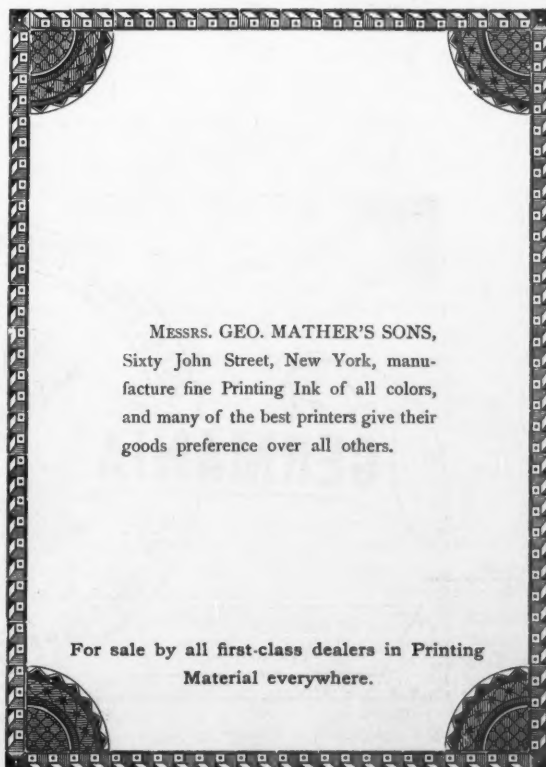 MESSRS. GEO. MATHER'S SONS,
Sixty John Street, New York, manu-
facture fine Printing Ink of all colors,
and many of the best printers give their
goods preference over all others.
For sale by all first-class dealers in Printing
Material everywhere.